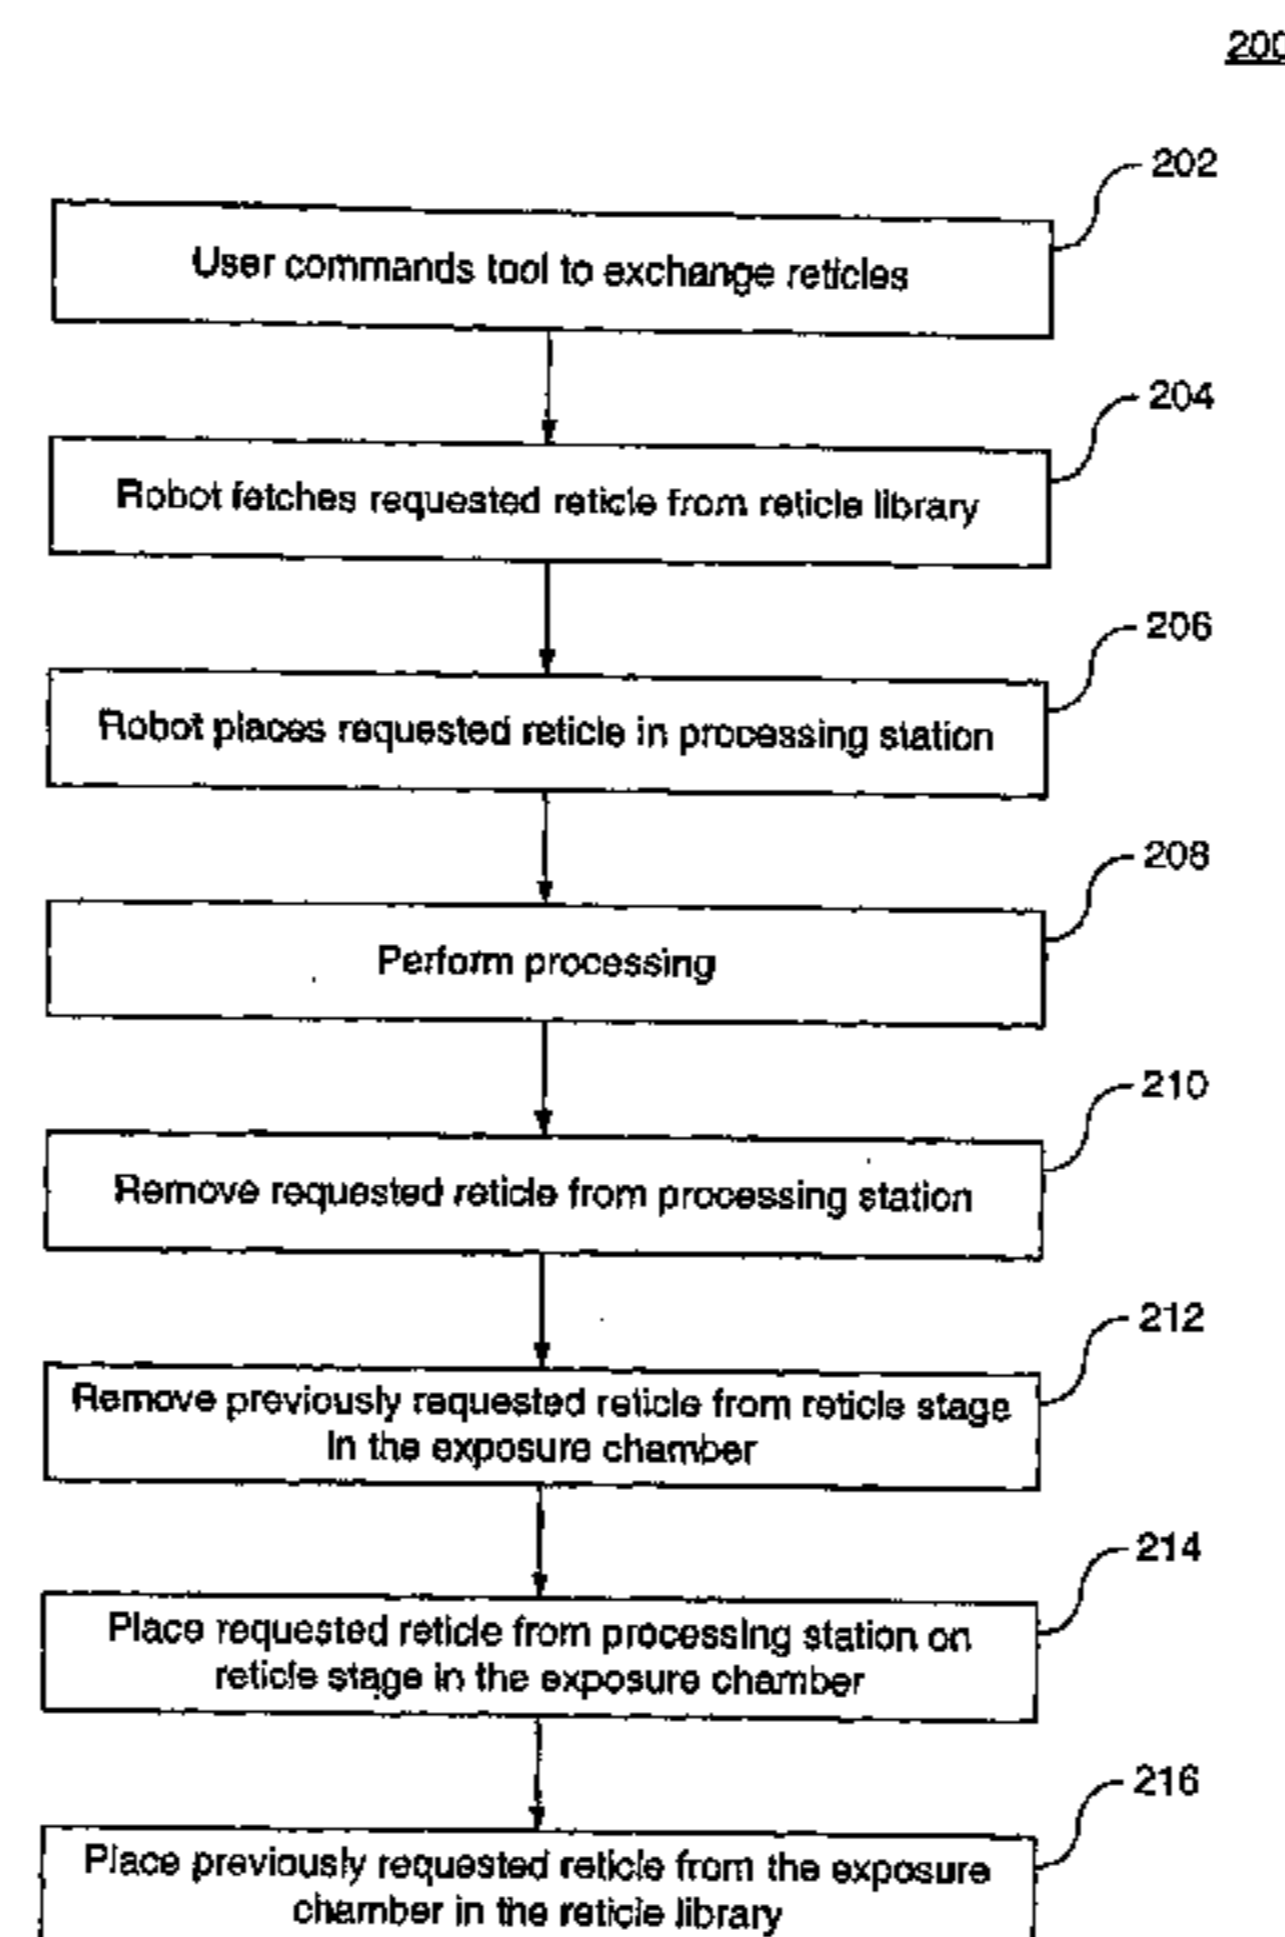 200
202
User commands tool to exchange reticles
204
Robot fetches requested reticle from reticle library
206
Robot places requested reticle in processing station
208
Perform processing
210
Remove requested reticle from processing station
212
Remove previously requested reticle from reticle stage
in the exposure chamber
214
Place requested reticle from processing station on
reticle stage in the exposure chamber
216
Place previously requested reticle from the exposure
chamber in the reticle library